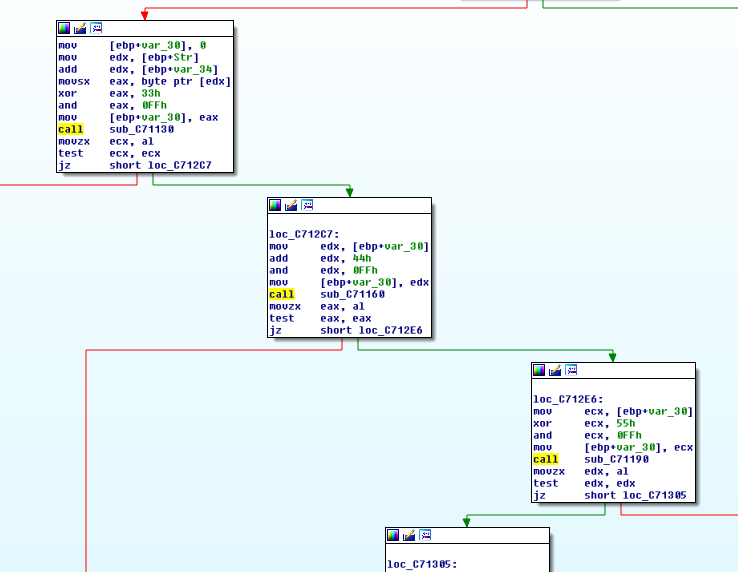 mov [ebp+var_30], 0
mov edx, [ebp+Str]
add edx, [ebp+var_34]
movsx eax, byte ptr [edx]
xor eax, 33h
and eax, 0FFh
mov [ebp+var_30], eax
call sub_C71130
movzx ecx, al
test ecx, ecx
jz short loc_C712C7
loc_C712C7:
mov edx, [ebp+var_30]
add edx, 44h
and edx, 0FFh
mov [ebp+var_30], edx
call sub_C71160
movzx eax, al
test eax, eax
jz short loc_C712E6
loc_C712E6:
mov ecx, [ebp+var_30]
xor ecx, 55h
and ecx, 0FFh
mov [ebp+var_30], ecx
call sub_C71190
movzx edx, al
test edx, edx
jz short loc_C71305
loc_C71305: